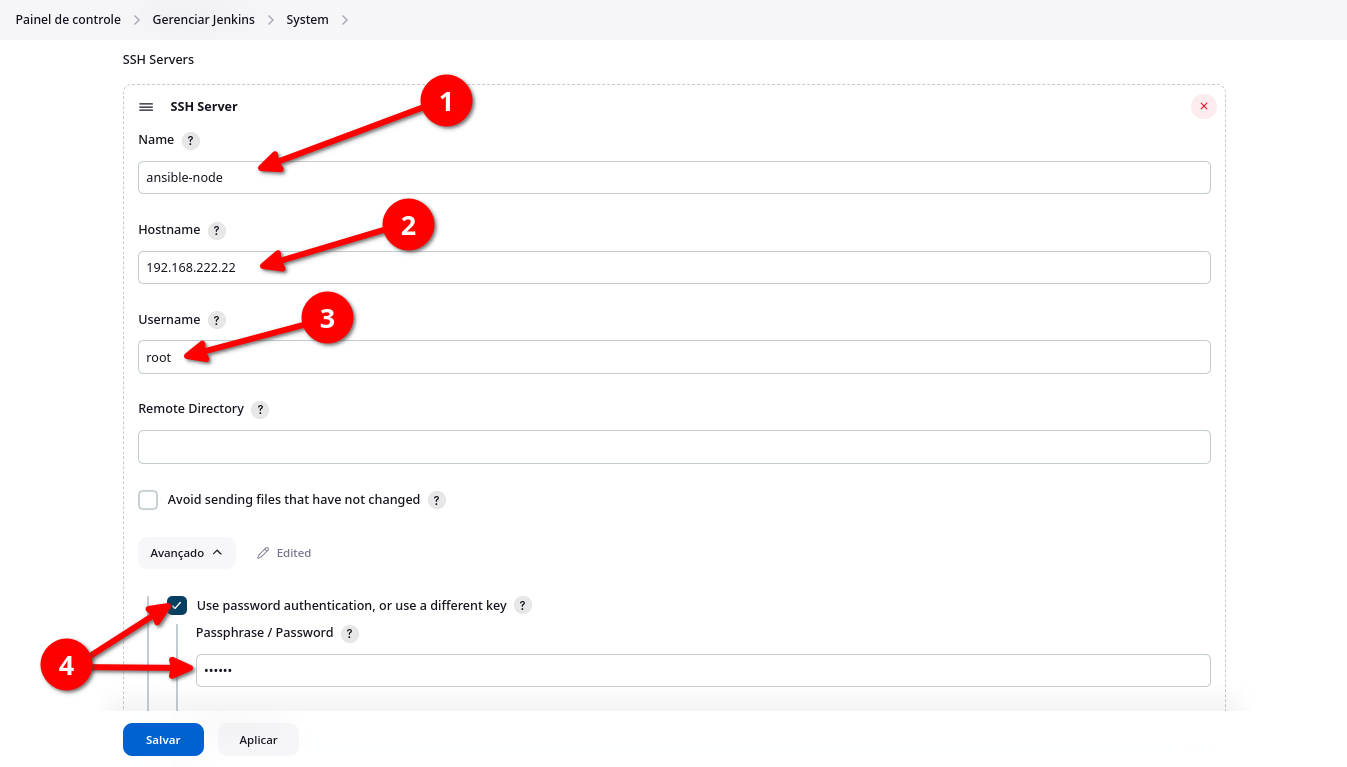 Painel de controle > Gerenciar Jenkins > System >
SSH Servers
SSH Server
1
Name ?
ansible-node
2
Hostname ?
192.168.222.22
3
Username ?
root
Remote Directory ?
Avoid sending files that have not changed ?
Avançado Edited
Use password authentication, or use a different key ?
Passphrase / Password ?
4
••••••
Salvar Aplicar